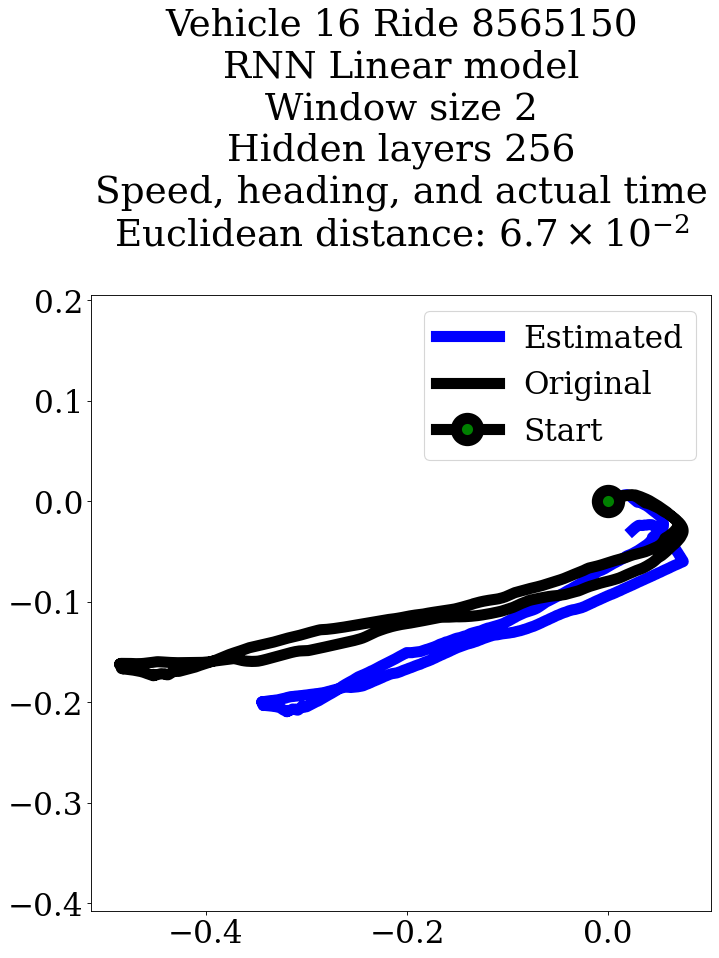 Vehicle 16 Ride 8565150
RNN Linear model
Window size 2
Hidden layers 256
Speed, heading, and actual time
Euclidean distance: 6.7 × 10⁻²
0.2
0.1
0.0
−0.1
−0.2
−0.3
−0.4
Estimated
Original
Start
−0.4 −0.2 0.0